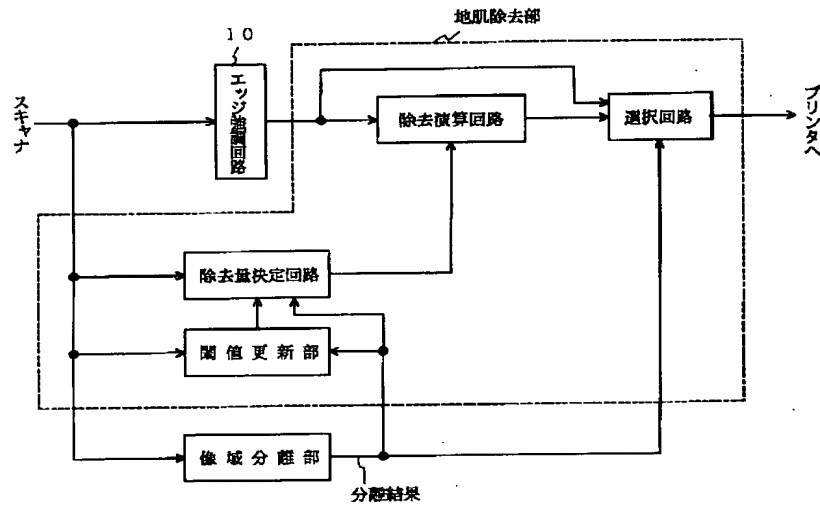 地肌除去部
10
スキャナ
エッジ強調回路
除去演算回路
選択回路
プリンタへ
除去量決定回路
閾値更新部
像域分離部
分離結果